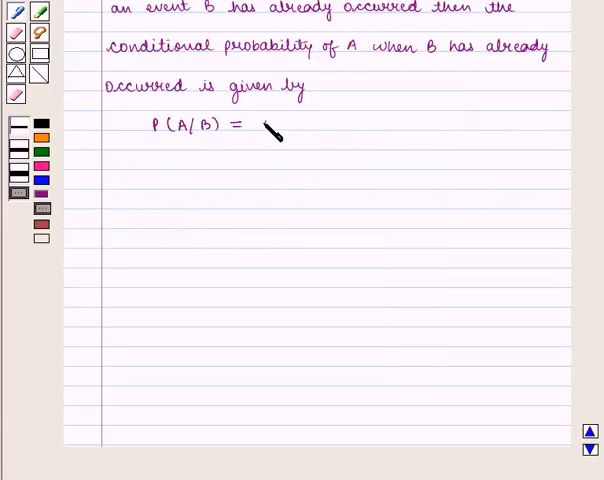 an event B has already occurred then the
conditional probability of A when B has already
occurred is given by
P(A/B) =